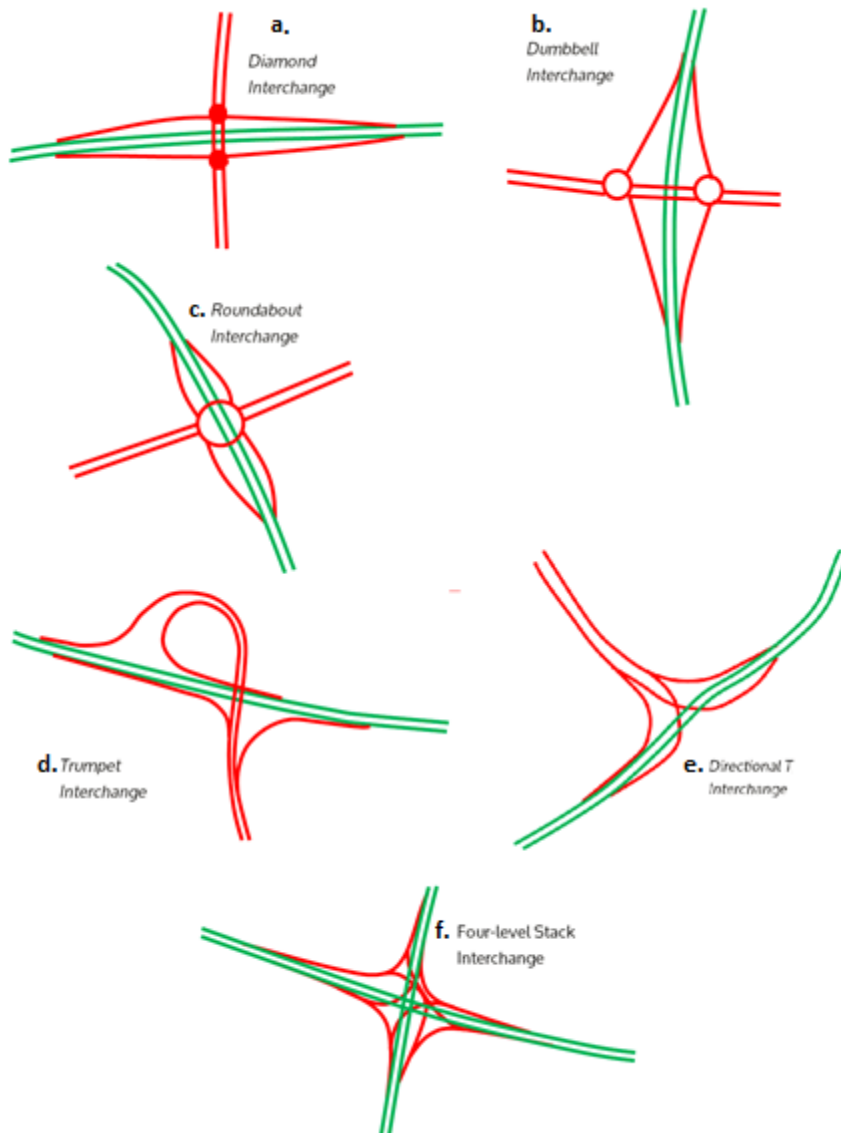 a.
Diamond
Interchange
b.
Dumbbell
Interchange
c. Roundabout
Interchange
d. Trumpet
Interchange
e. Directional T
Interchange
f. Four-level Stack
Interchange